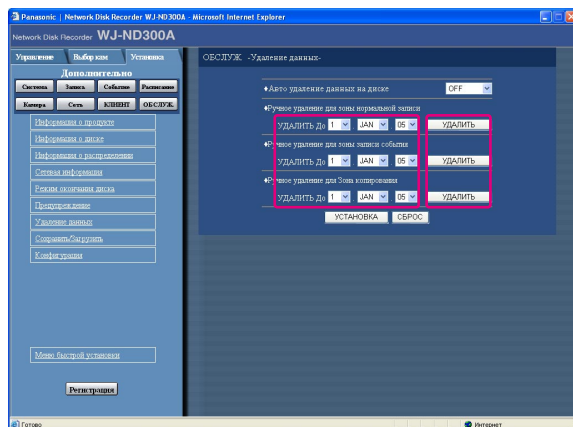 Panasonic | Network Disk Recorder WJ-ND300A - Microsoft Internet Explorer
Network Disk Recorder WJ-ND300A
Управление Выбор кам Установка
Дополнительно
Система Запись Событие Расписание
Камера Сеть КЛИЕНТ ОБСЛУЖ.
Информация о продукте
Информация о диске
Информация о распределении
Сетевая информация
Режим окончания диска
Предупреждение
Удаление данных
Сохранить/Загрузить
Конфигурация
Меню быстрой установки
Регистрация
ОБСЛУЖ. -Удаление данных-
♦Авто удаление данных на диске OFF
♦Ручное удаление для зоны нормальной записи
УДАЛИТЬ До 1 JAN 05 УДАЛИТЬ
♦Ручное удаление для зоны записи события
УДАЛИТЬ До 1 JAN 05 УДАЛИТЬ
♦Ручное удаление для Зона копирования
УДАЛИТЬ До 1 JAN 05 УДАЛИТЬ
УСТАНОВКА СБРОС
Готово Интернет